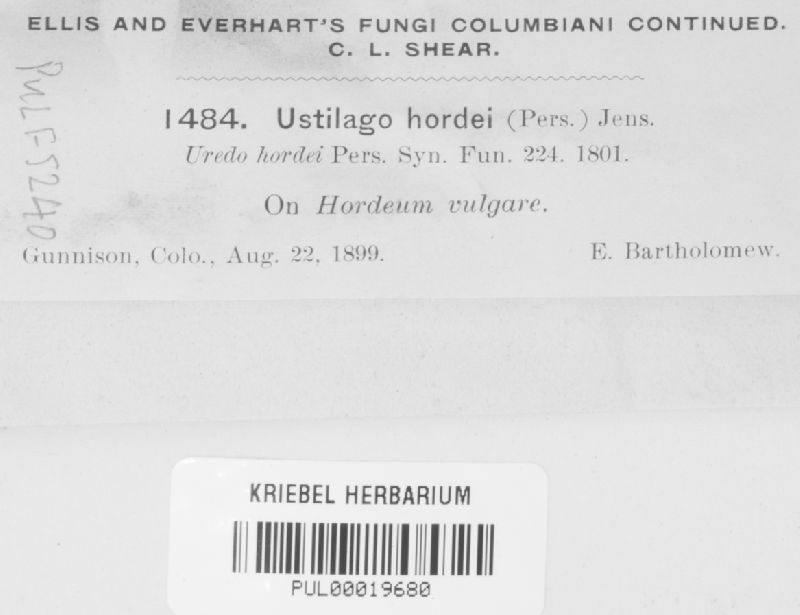 ELLIS AND EVERHART'S FUNGI COLUMBIANI CONTINUED.
C. L. SHEAR.
1484. Ustilago hordei (Pers.) Jens.
Uredo hordei Pers. Syn. Fun. 224. 1801.
On Hordeum vulgare.
Gunnison, Colo., Aug. 22, 1899. E. Bartholomew.
PUL F5240
KRIEBEL HERBARIUM
PUL00019680